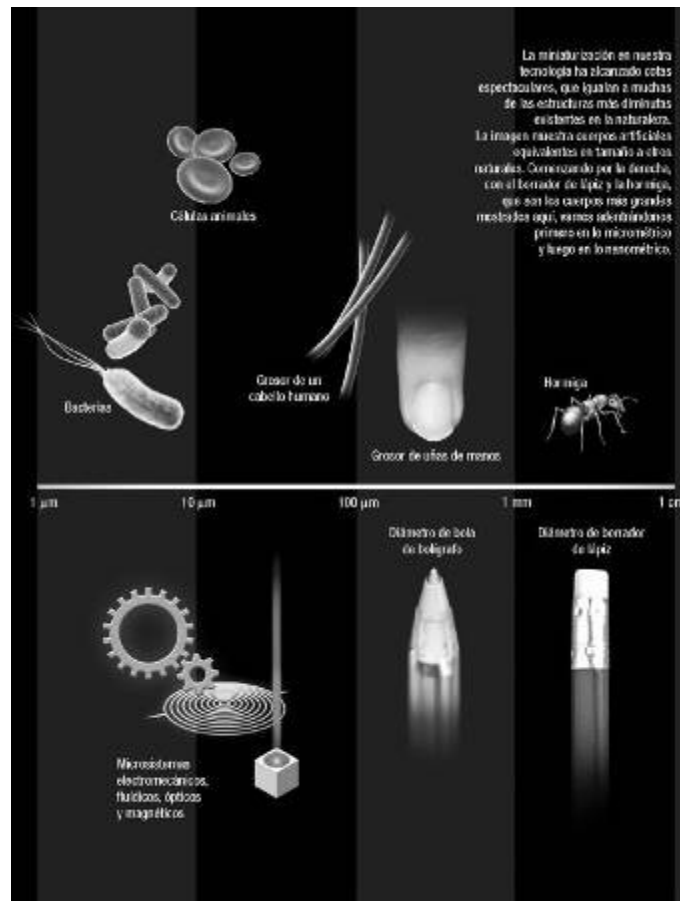 La miniaturización en nuestra
tecnología ha alcanzado cotas
espectaculares, que igualan a muchas
de las estructuras más diminutas
existentes en la naturaleza.
La imagen muestra cuerpos artificiales
equivalentes en tamaño a otros
naturales. Comenzando por la derecha,
con el borrador de lápiz y la hormiga,
que son los cuerpos más grandes
mostrados aquí, vamos adentrándonos
primero en lo micrométrico
y luego en lo nanométrico.
Células animales
Bacterias
Grosor de un
cabello humano
Grosor de uñas de manos
Hormiga
1 µm 10 µm 100 µm 1 mm 1 cm
Diámetro de bola
de bolígrafo
Diámetro de borrador
de lápiz
Microsistemas
electromecánicos,
fluídicos, ópticos
y magnéticos